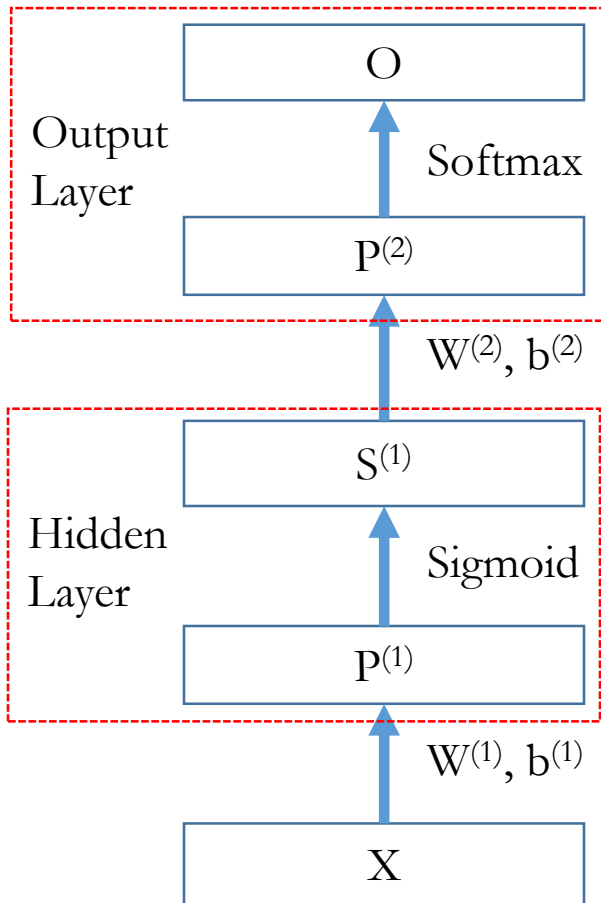 O
Output
Layer
Softmax
P⁽²⁾
W⁽²⁾, b⁽²⁾
S⁽¹⁾
Hidden
Layer
Sigmoid
P⁽¹⁾
W⁽¹⁾, b⁽¹⁾
X